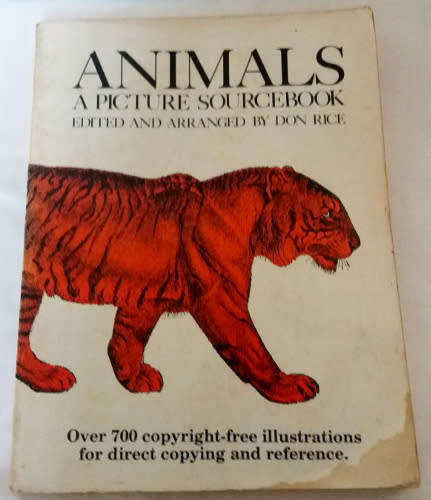 ANIMALS
A PICTURE SOURCEBOOK
EDITED AND ARRANGED BY DON RICE
Over 700 copyright-free illustrations
for direct copying and reference.